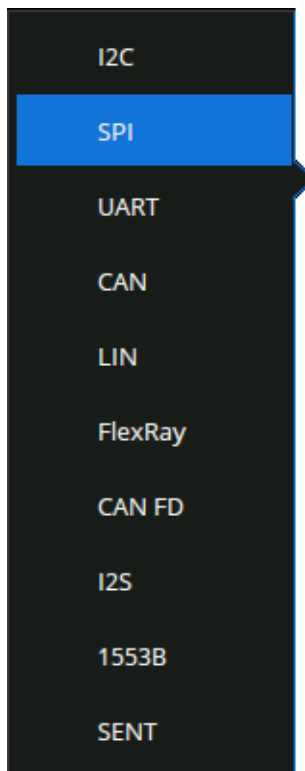 I2C
SPI
UART
CAN
LIN
FlexRay
CAN FD
I2S
1553B
SENT